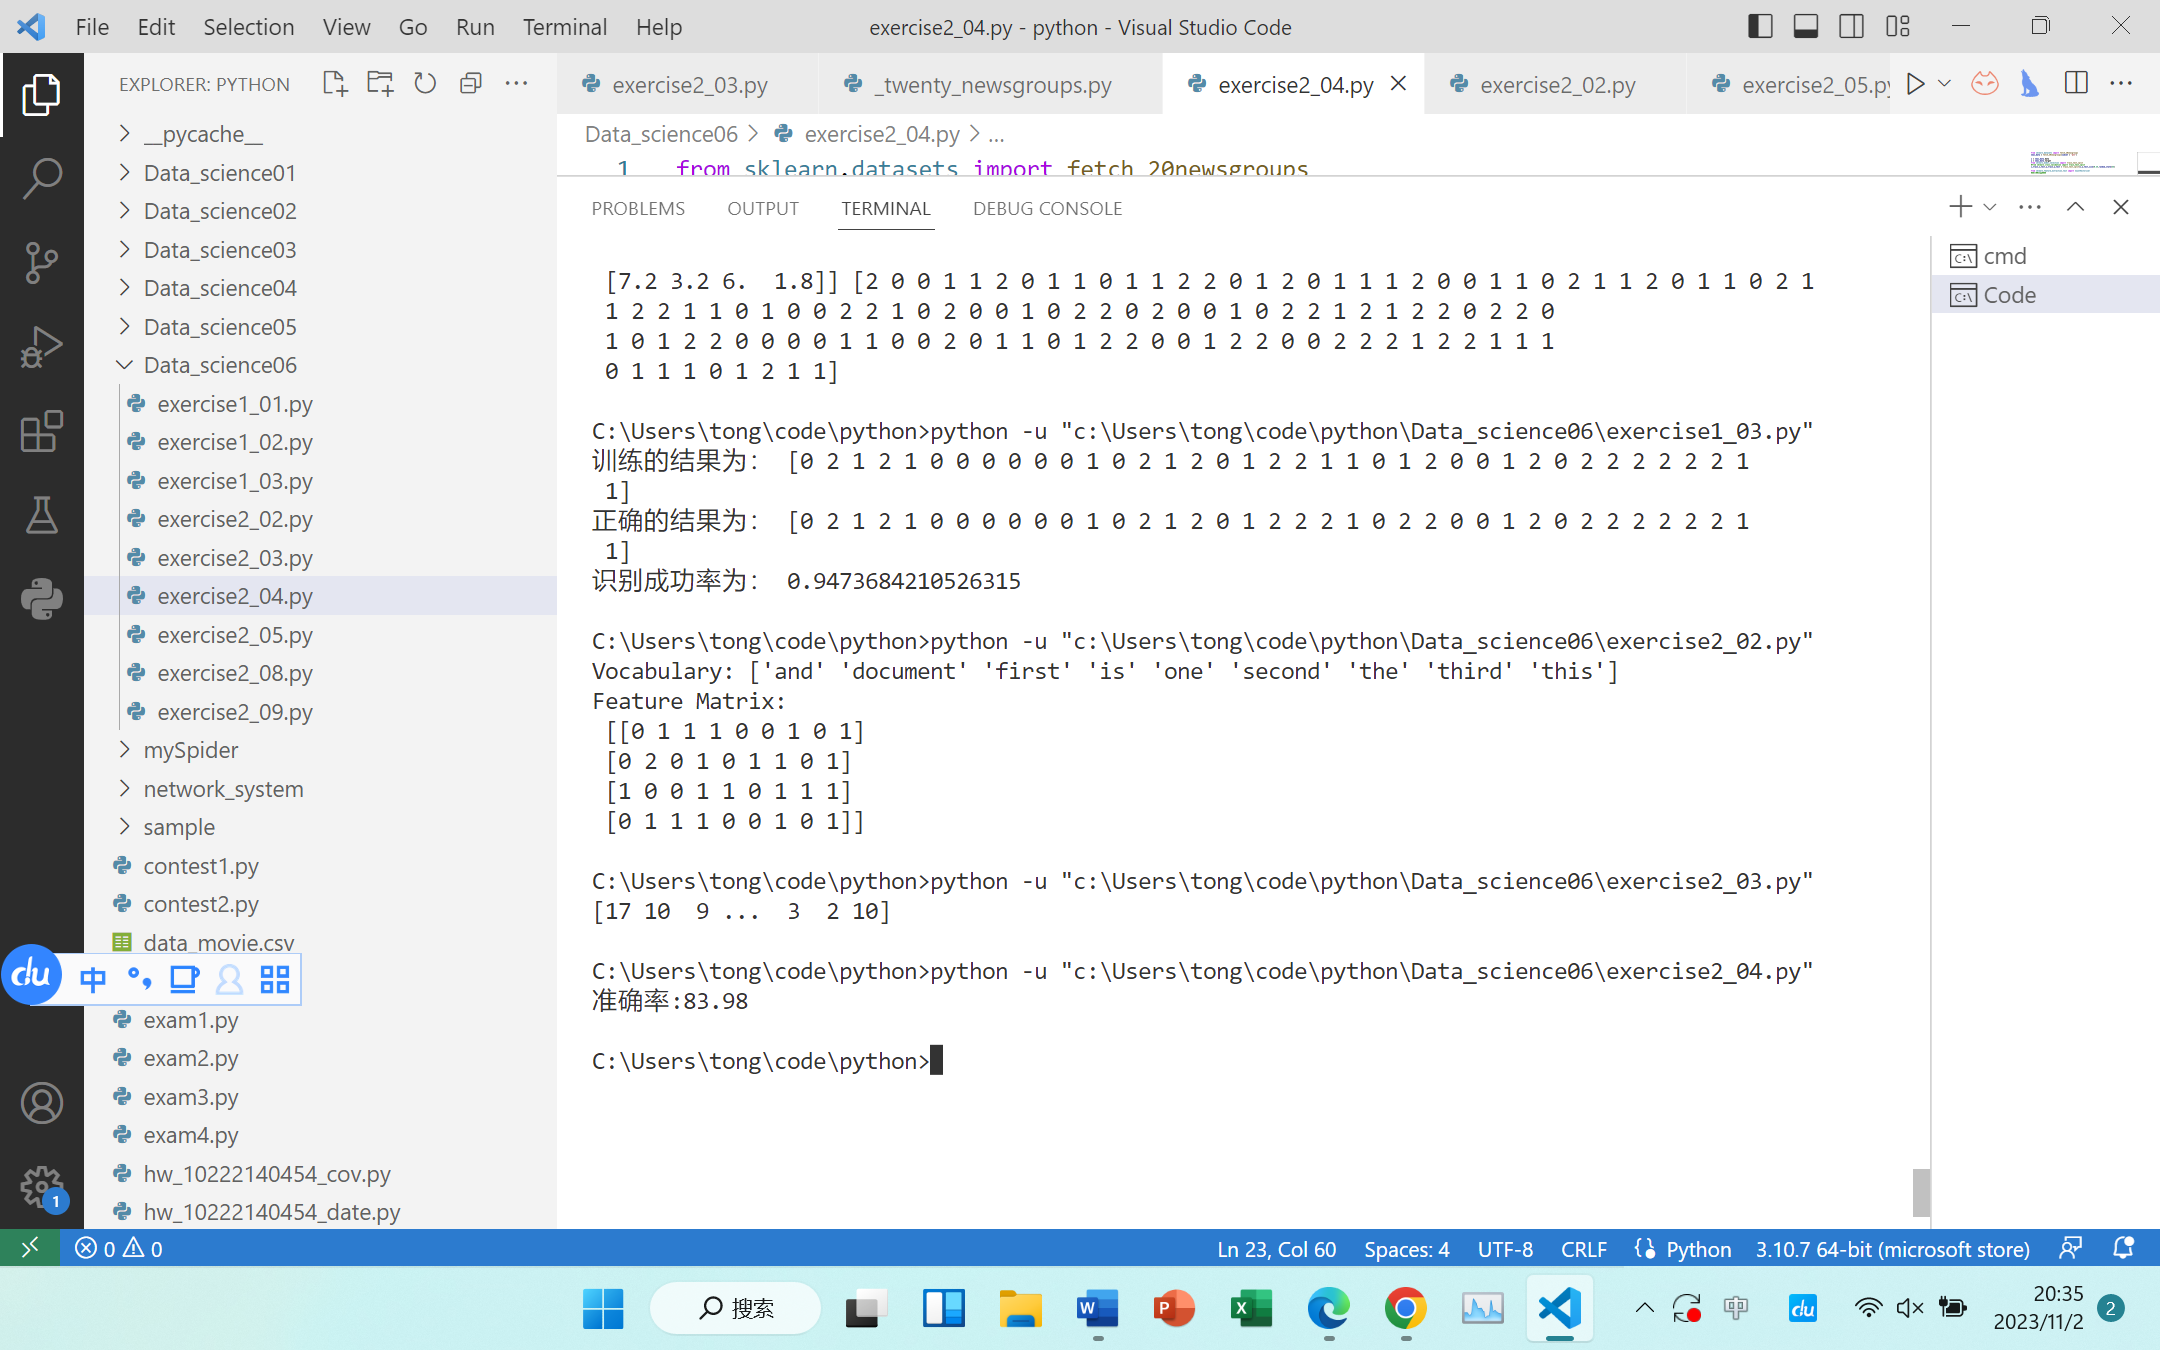 File Edit Selection View Go Run Terminal Help
exercise2_04.py - python - Visual Studio Code
EXPLORER: PYTHON
exercise2_03.py
_twenty_newsgroups.py
exercise2_04.py
exercise2_02.py
exercise2_05.py
Data_science06 > exercise2_04.py > ...
1 from sklearn.datasets import fetch_20newsgroups
__pycache__
Data_science01
Data_science02
Data_science03
Data_science04
Data_science05
Data_science06
exercise1_01.py
exercise1_02.py
exercise1_03.py
exercise2_02.py
exercise2_03.py
exercise2_04.py
exercise2_05.py
exercise2_08.py
exercise2_09.py
mySpider
network_system
sample
contest1.py
contest2.py
data_movie.csv
du 中
exam1.py
exam2.py
exam3.py
exam4.py
hw_10222140454_cov.py
hw_10222140454_date.py
1
PROBLEMS OUTPUT TERMINAL DEBUG CONSOLE
cmd
Code
[7.2 3.2 6.  1.8]] [2 0 0 1 1 2 0 1 1 0 1 1 2 2 0 1 2 0 1 1 1 2 0 0 1 1 0 2 1 1 2 0 1 1 0 2 1
1 2 2 1 1 0 1 0 0 2 2 1 0 2 0 0 1 0 2 2 0 2 0 0 1 0 2 2 1 2 1 2 2 0 2 2 0
1 0 1 2 2 0 0 0 0 1 1 0 0 2 0 1 1 0 1 2 2 0 0 1 2 2 0 0 2 2 2 1 2 2 1 1 1
0 1 1 1 0 1 2 1 1]
C:\Users\tong\code\python>python -u "c:\Users\tong\code\python\Data_science06\exercise1_03.py"
训练的结果为： [0 2 1 2 1 0 0 0 0 0 0 1 0 2 1 2 0 1 2 2 1 1 0 1 2 0 0 1 2 0 2 2 2 2 2 2 1
1]
正确的结果为： [0 2 1 2 1 0 0 0 0 0 0 1 0 2 1 2 0 1 2 2 2 1 0 2 2 0 0 1 2 0 2 2 2 2 2 2 1
1]
识别成功率为： 0.9473684210526315
C:\Users\tong\code\python>python -u "c:\Users\tong\code\python\Data_science06\exercise2_02.py"
Vocabulary: ['and' 'document' 'first' 'is' 'one' 'second' 'the' 'third' 'this']
Feature Matrix:
[[0 1 1 1 0 0 1 0 1]
[0 2 0 1 0 1 1 0 1]
[1 0 0 1 1 0 1 1 1]
[0 1 1 1 0 0 1 0 1]]
C:\Users\tong\code\python>python -u "c:\Users\tong\code\python\Data_science06\exercise2_03.py"
[17 10  9 ...  3  2 10]
C:\Users\tong\code\python>python -u "c:\Users\tong\code\python\Data_science06\exercise2_04.py"
准确率:83.98
C:\Users\tong\code\python>
0 0
Ln 23, Col 60 Spaces: 4 UTF-8 CRLF Python 3.10.7 64-bit (microsoft store)
搜索
W P X
中 du
20:35
2023/11/2
2